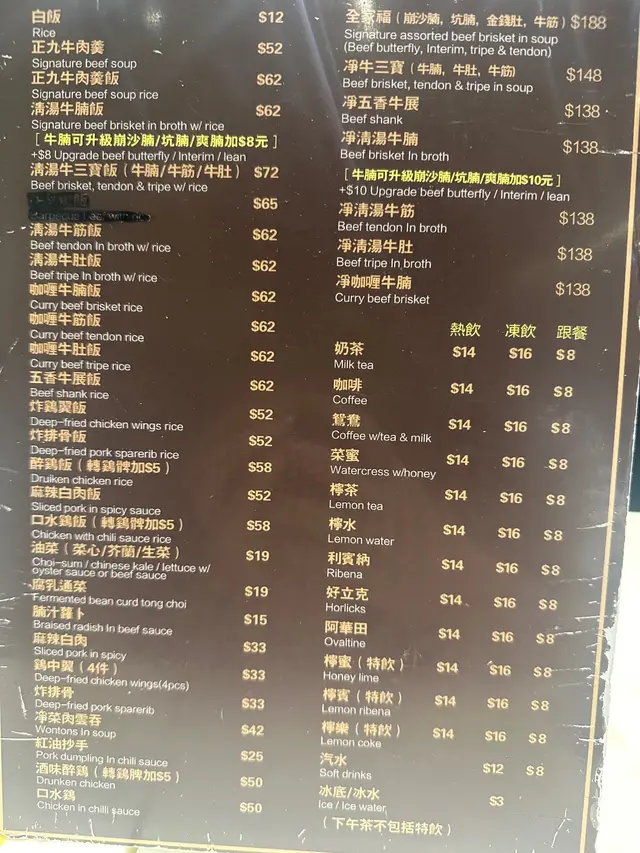 白飯 $12
Rice
正九牛肉羹 $52
Signature beef soup
正九牛肉羹飯 $62
Signature beef soup rice
清湯牛腩飯 $62
Signature beef brisket in broth w/ rice
[ 牛腩可升級崩沙腩/坑腩/爽腩加$8元 ]
+$8 Upgrade beef butterfly / Interim / lean
清湯牛三寶飯 ( 牛腩/牛筋/牛肚 ) $72
Beef brisket, tendon & tripe w/ rice
$65
清湯牛筋飯 $62
Beef tendon In broth w/ rice
清湯牛肚飯 $62
Beef tripe In broth w/ rice
咖喱牛腩飯 $62
Curry beef brisket rice
咖喱牛筋飯 $62
Curry beef tendon rice
咖喱牛肚飯 $62
Curry beef tripe rice
五香牛展飯 $62
Beef shank rice
炸鷄翼飯 $52
Deep-fried chicken wings rice
炸排骨飯 $52
Deep-fried pork sparerib rice
醉鷄飯 ( 轉鷄髀加$5 ) $58
Druiken chicken rice
麻辣白肉飯 $52
Sliced pork in spicy sauce
口水鷄飯 ( 轉鷄髀加$5 ) $58
Chicken with chili sauce rice
油菜 ( 菜心/芥蘭/生菜 ) $19
Choi-sum / chinese kale / lettuce w/
oyster sauce or beef sauce
腐乳通菜 $19
Fermented bean curd tong choi
腩汁蘿卜 $15
Braised radish In beef sauce
麻辣白肉 $33
Sliced pork in spicy
鷄中翼 ( 4件 ) $33
Deep-fried chicken wings(4pcs)
炸排骨 $33
Deep-fried pork sparerib
凈菜肉雲吞 $42
Wontons In soup
紅油抄手 $25
Pork dumpling In chili sauce
酒味醉鷄 ( 轉鷄髀加$5 ) $50
Drunken chicken
口水鷄 $50
Chicken in chilli sauce
全家福 ( 崩沙腩, 坑腩, 金錢肚, 牛筋 ) $188
Signature assorted beef brisket in soup
(Beef butterfly, Interim, tripe & tendon)
凈牛三寶 ( 牛腩, 牛肚, 牛筋) $148
Beef brisket, tendon & tripe in soup
凈五香牛展 $138
Beef shank
凈清湯牛腩 $138
Beef brisket In broth
[ 牛腩可升級崩沙腩/坑腩/爽腩加$10元 ]
+$10 Upgrade beef butterfly / Interim / lean
凈清湯牛筋 $138
Beef tendon In broth
凈清湯牛肚 $138
Beef tripe In broth
凈咖喱牛腩 $138
Curry beef brisket
熱飲 凍飲 跟餐
奶茶 $14 $16 $8
Milk tea
咖啡 $14 $16 $8
Coffee
鴛鴦 $14 $16 $8
Coffee w/tea & milk
菜蜜 $14 $16 $8
Watercress w/honey
檸茶 $14 $16 $8
Lemon tea
檸水 $14 $16 $8
Lemon water
利賓納 $14 $16 $8
Ribena
好立克 $14 $16 $8
Horlicks
阿華田 $14 $16 $8
Ovaltine
檸蜜 ( 特飲 ) $14 $16 $8
Honey lime
檸賓 ( 特飲 ) $14 $16 $8
Lemon ribena
檸樂 ( 特飲 ) $14 $16 $8
Lemon coke
汽水 $12 $8
Soft drinks
冰底/冰水 $3
Ice / Ice water
( 下午茶不包括特飲 )